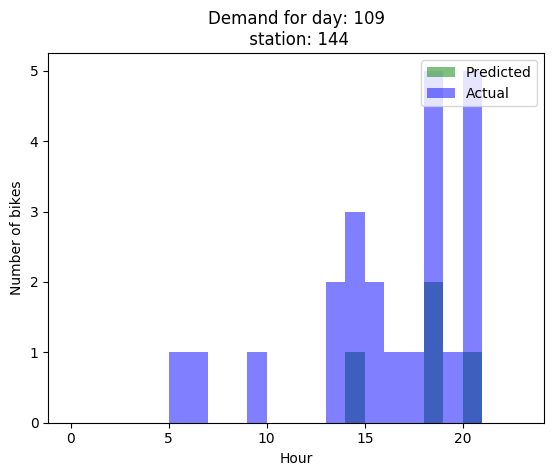 Demand for day: 109
station: 144
Predicted
Actual
5
4
3
2
1
0
Number of bikes
0 5 10 15 20
Hour